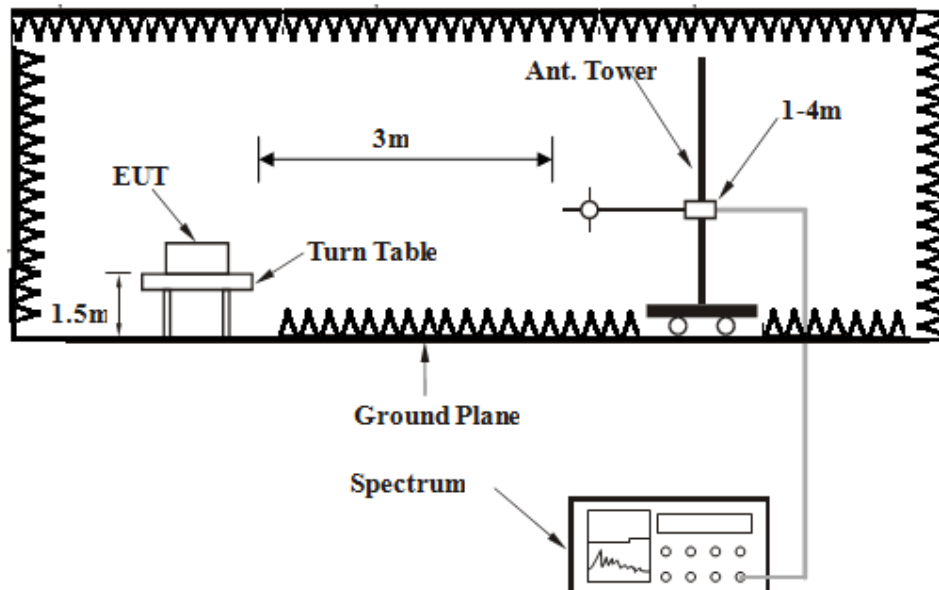 Ant. Tower
1-4m
3m
EUT
Turn Table
1.5m
Ground Plane
Spectrum